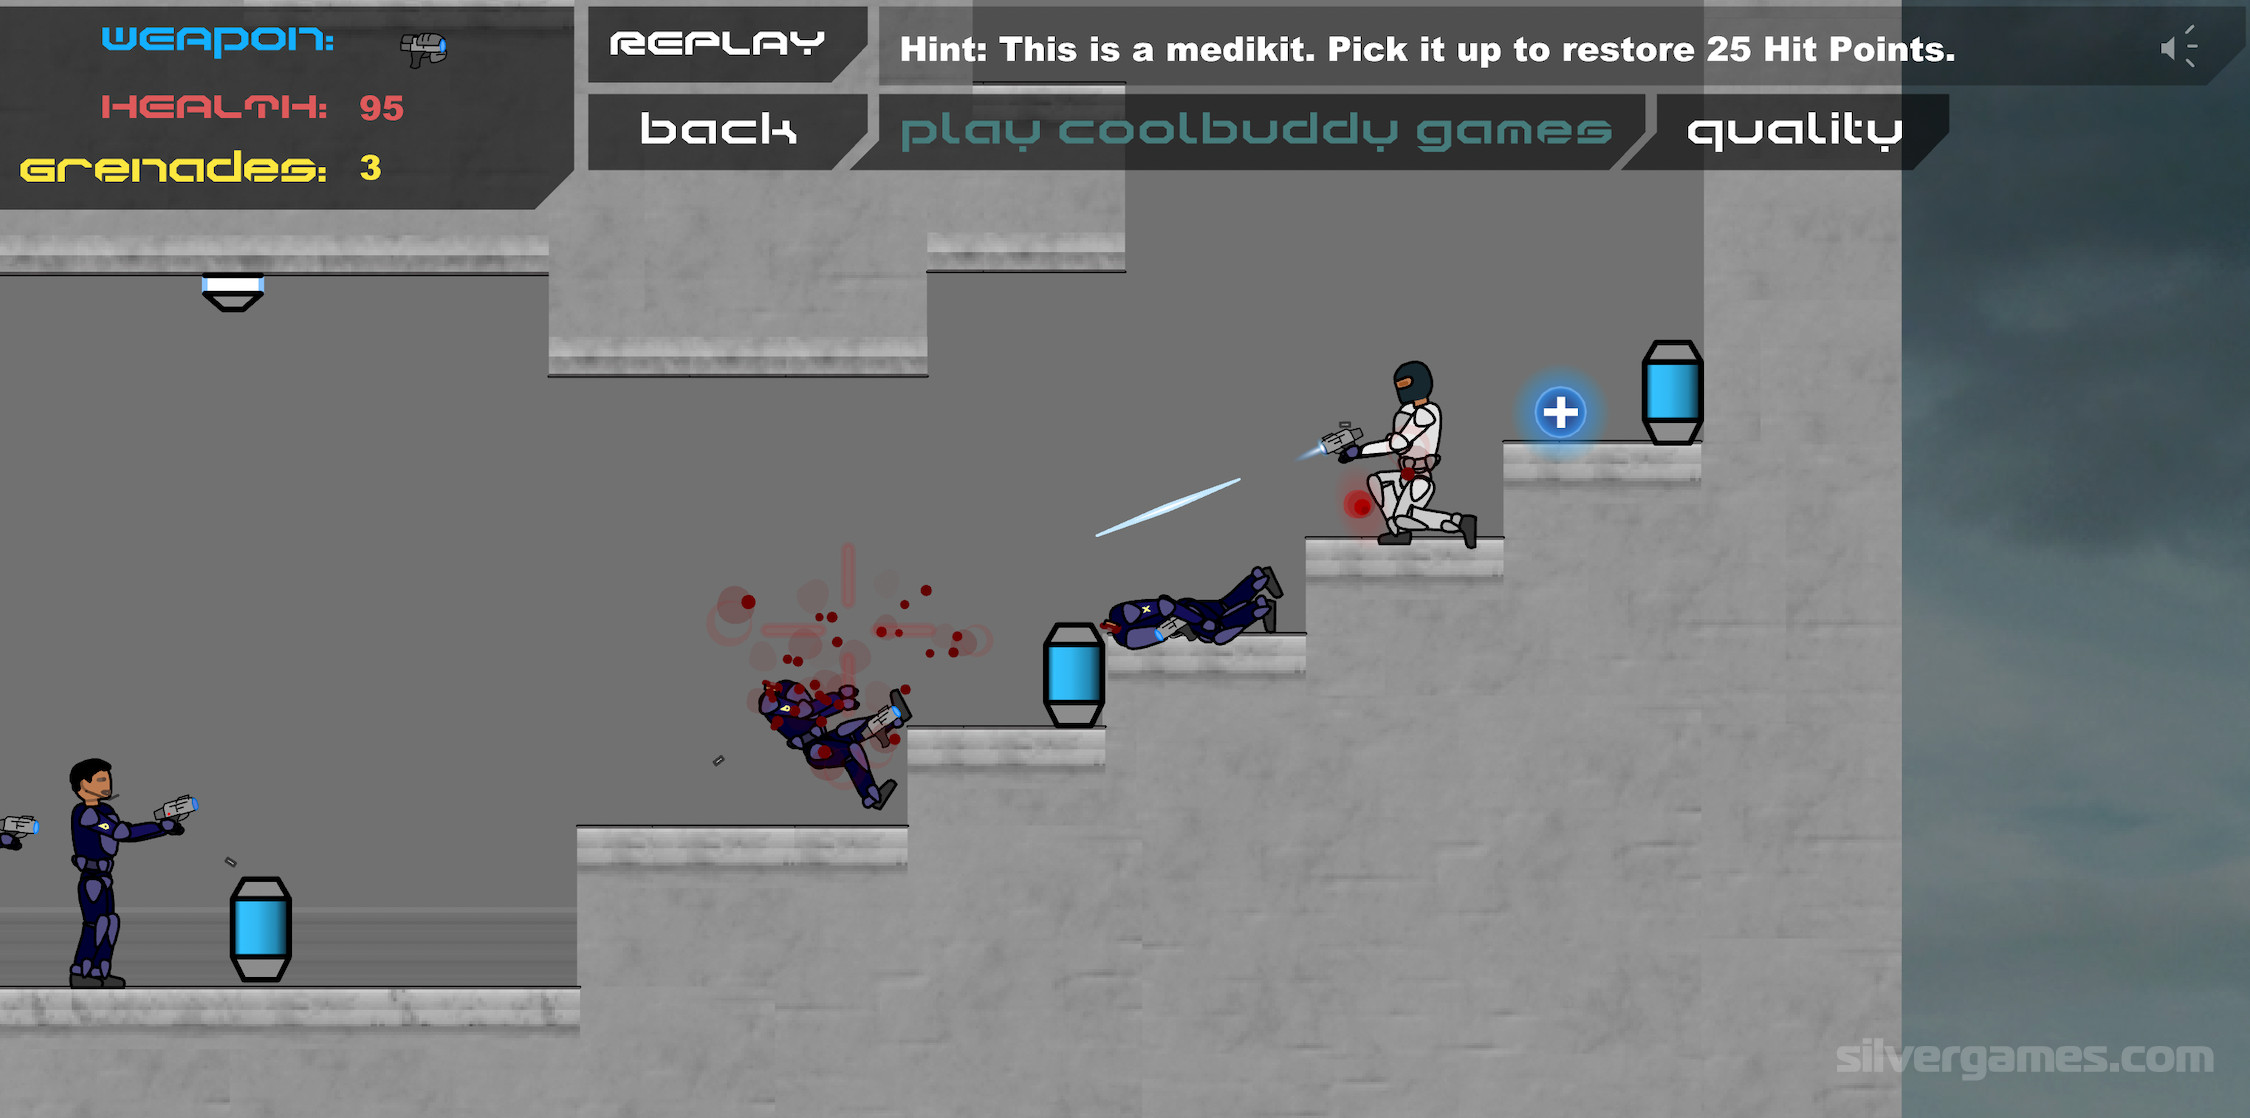 WEAPON:
HEALTH: 95
GRENADES: 3
REPLAY
Hint: This is a medikit. Pick it up to restore 25 Hit Points.
back
play coolbuddy games
quality
silvergames.com